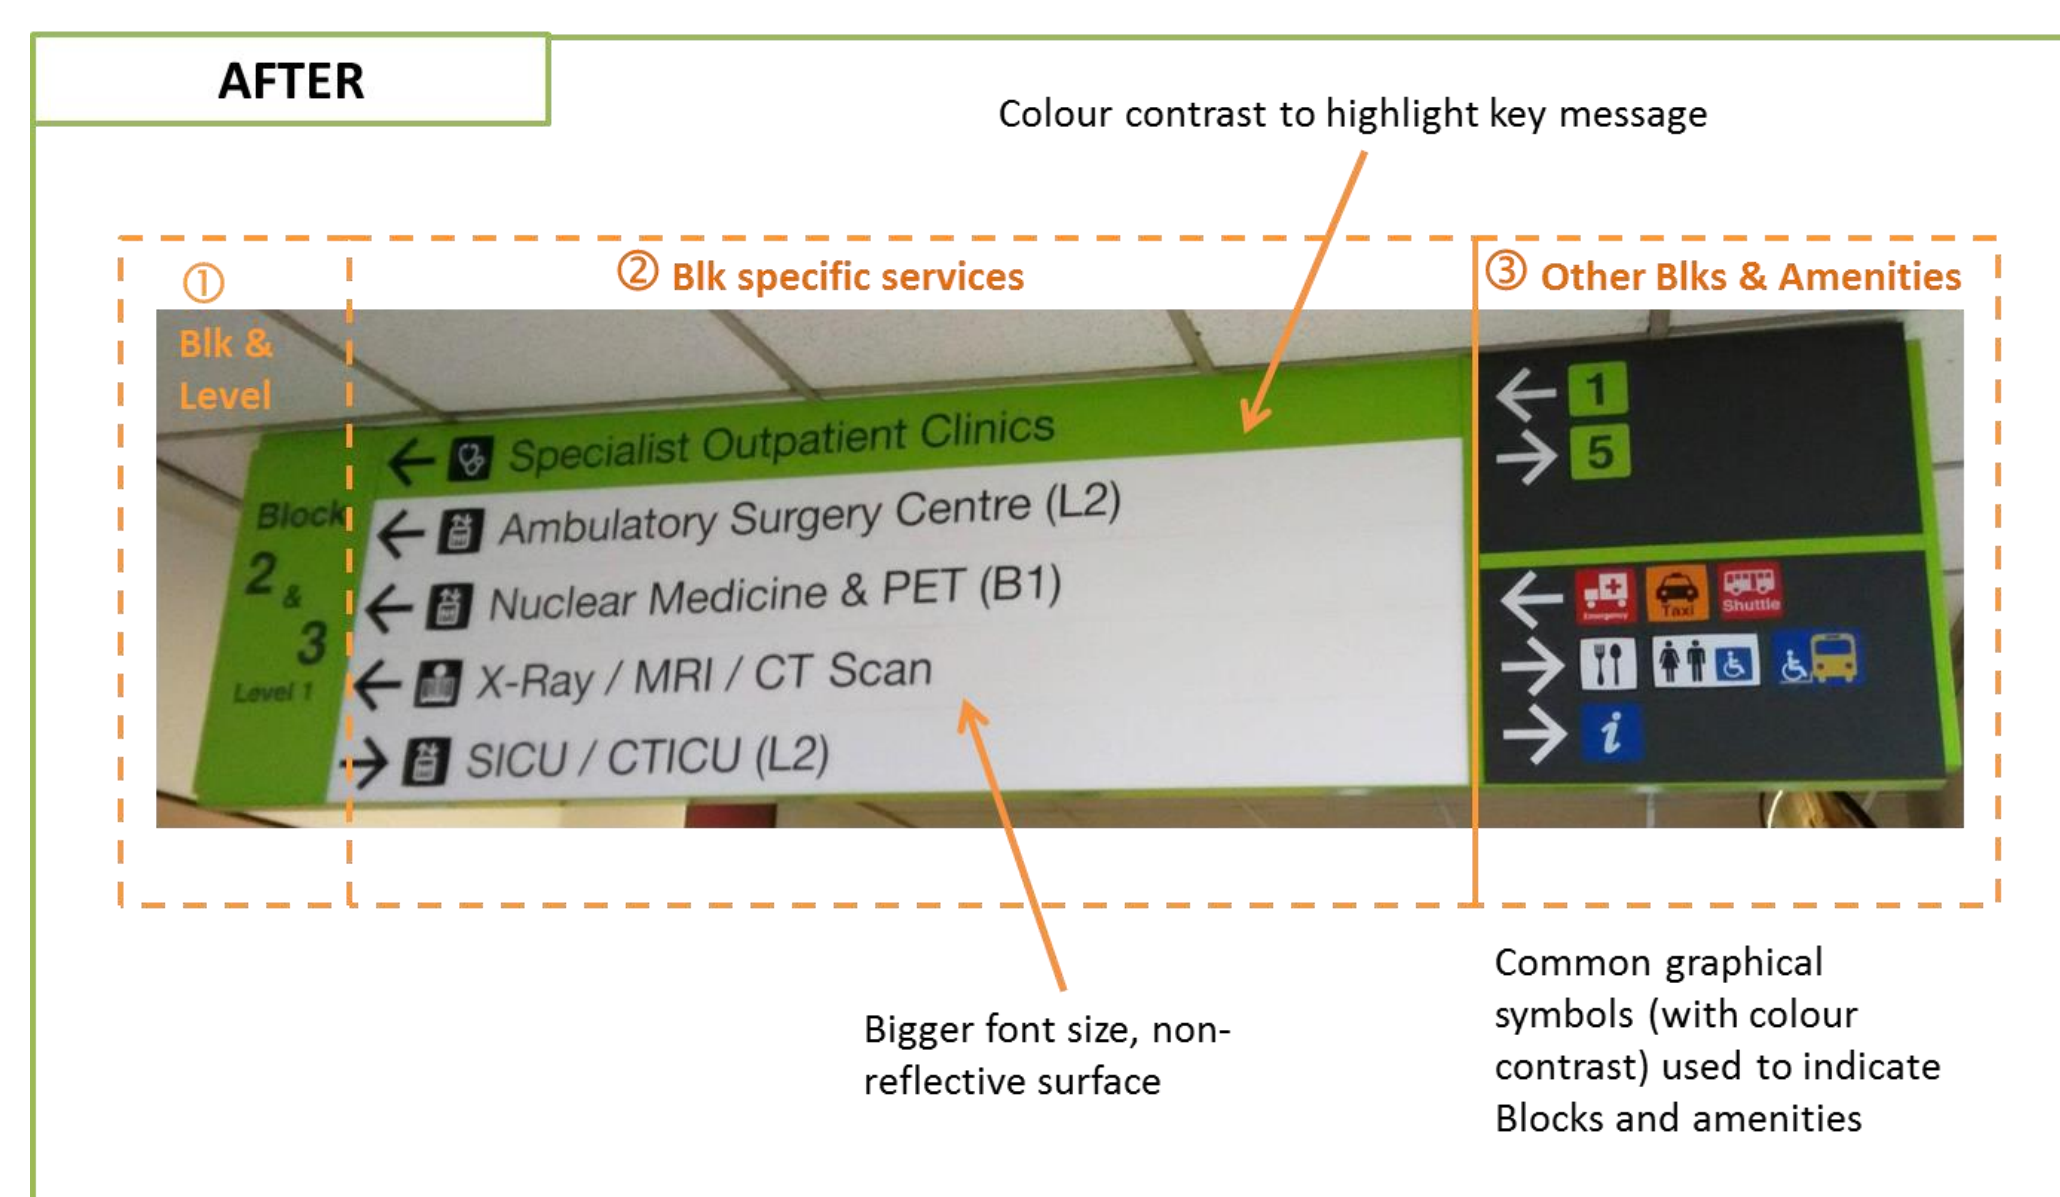 AFTER
Colour contrast to highlight key message
① Blk &
Level
② Blk specific services
③ Other Blks & Amenities
Block
2 &
3
Level 1
Specialist Outpatient Clinics
Ambulatory Surgery Centre (L2)
Nuclear Medicine & PET (B1)
X-Ray / MRI / CT Scan
SICU / CTICU (L2)
1
5
Emergency
Taxi
Shuttle
i
Bigger font size, non-
reflective surface
Common graphical
symbols (with colour
contrast) used to indicate
Blocks and amenities